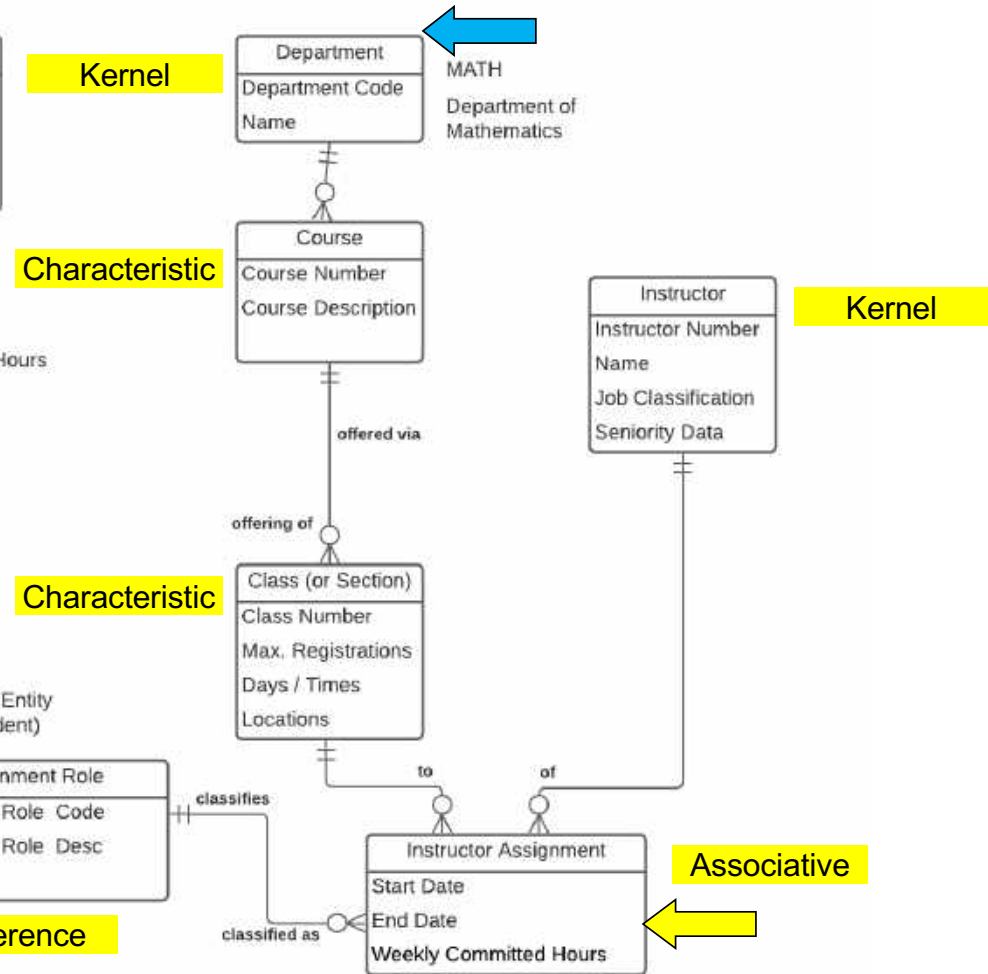 Department
Kernel
MATH
Department Code
Name
Department of
Mathematics
Course
Characteristic
Course Number
Course Description
Instructor
Kernel
Instructor Number
Name
Job Classification
Seniority Data
Hours
offered via
offering of
Class (or Section)
Characteristic
Class Number
Max. Registrations
Days / Times
Locations
Entity
to
of
nment Role
classifies
Role Code
Role Desc
Instructor Assignment
Associative
Start Date
End Date
classified as
Weekly Committed Hours
erence